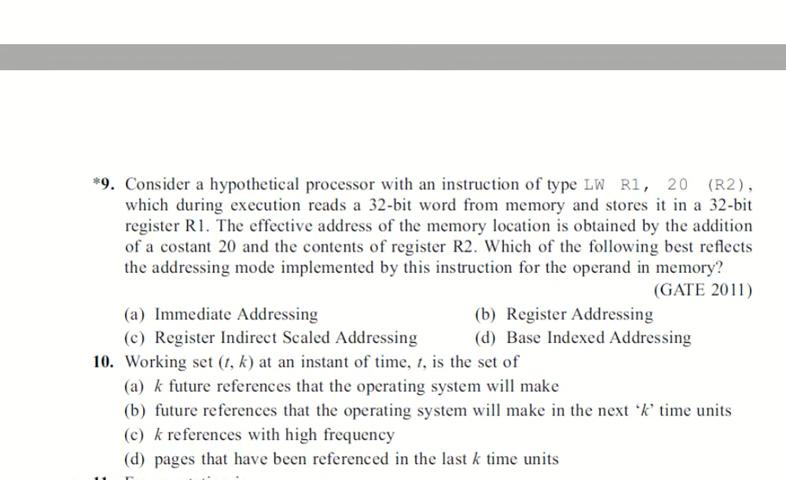 *9. Consider a hypothetical processor with an instruction of type LW R1, 20 (R2),
which during execution reads a 32-bit word from memory and stores it in a 32-bit
register R1. The effective address of the memory location is obtained by the addition
of a costant 20 and the contents of register R2. Which of the following best reflects
the addressing mode implemented by this instruction for the operand in memory?
(GATE 2011)
(a) Immediate Addressing (b) Register Addressing
(c) Register Indirect Scaled Addressing (d) Base Indexed Addressing
10. Working set (t, k) at an instant of time, t, is the set of
(a) k future references that the operating system will make
(b) future references that the operating system will make in the next ‘k’ time units
(c) k references with high frequency
(d) pages that have been referenced in the last k time units